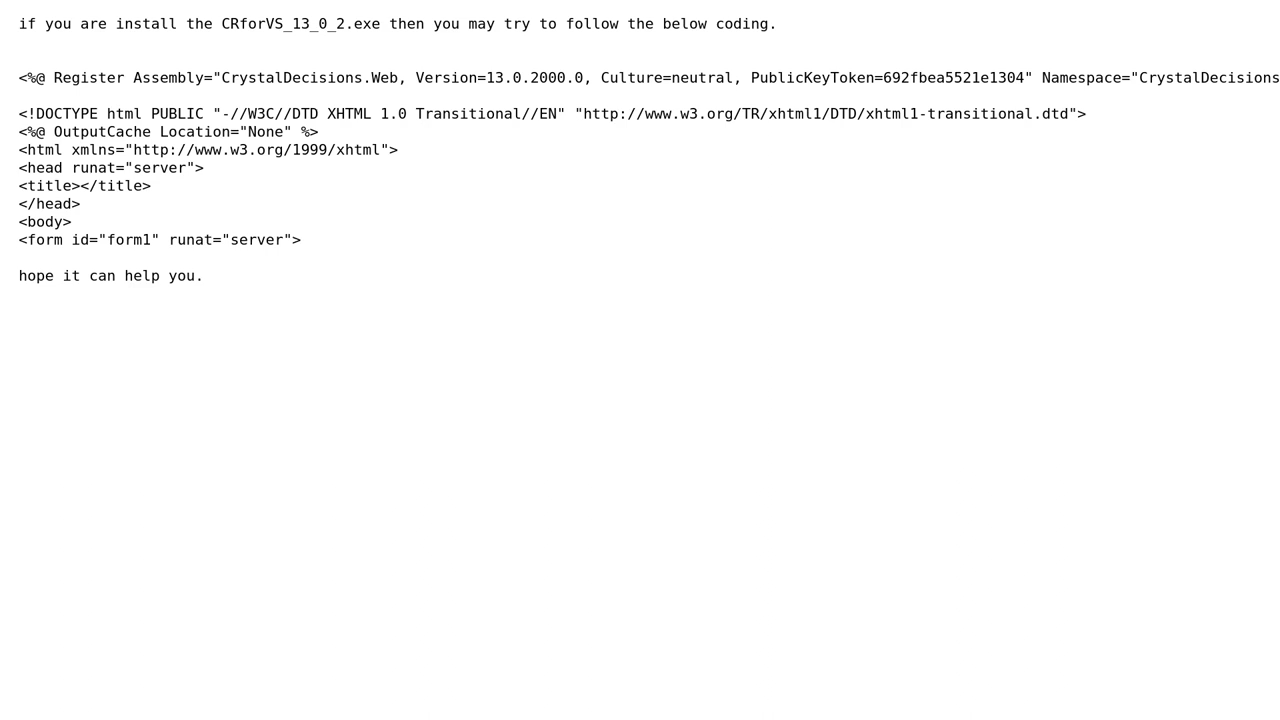 if you are install the CRforVS_13_0_2.exe then you may try to follow the below coding.
<%@ Register Assembly="CrystalDecisions.Web, Version=13.0.2000.0, Culture=neutral, PublicKeyToken=692fbea5521e1304" Namespace="CrystalDecisions
<!DOCTYPE html PUBLIC "-//W3C//DTD XHTML 1.0 Transitional//EN" "http://www.w3.org/TR/xhtml1/DTD/xhtml1-transitional.dtd">
<%@ OutputCache Location="None" %>
<html xmlns="http://www.w3.org/1999/xhtml">
<head runat="server">
<title></title>
</head>
<body>
<form id="form1" runat="server">
hope it can help you.